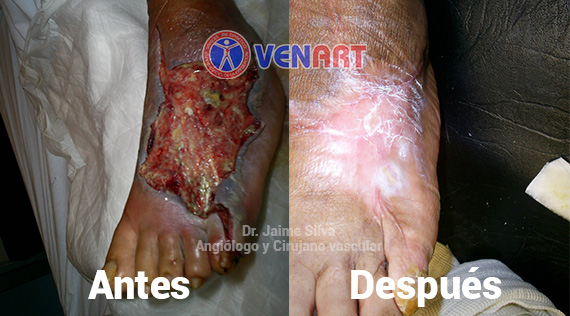 VENART
Dr. Jaime Silva
Angiólogo y Cirujano vascular
Antes
Después